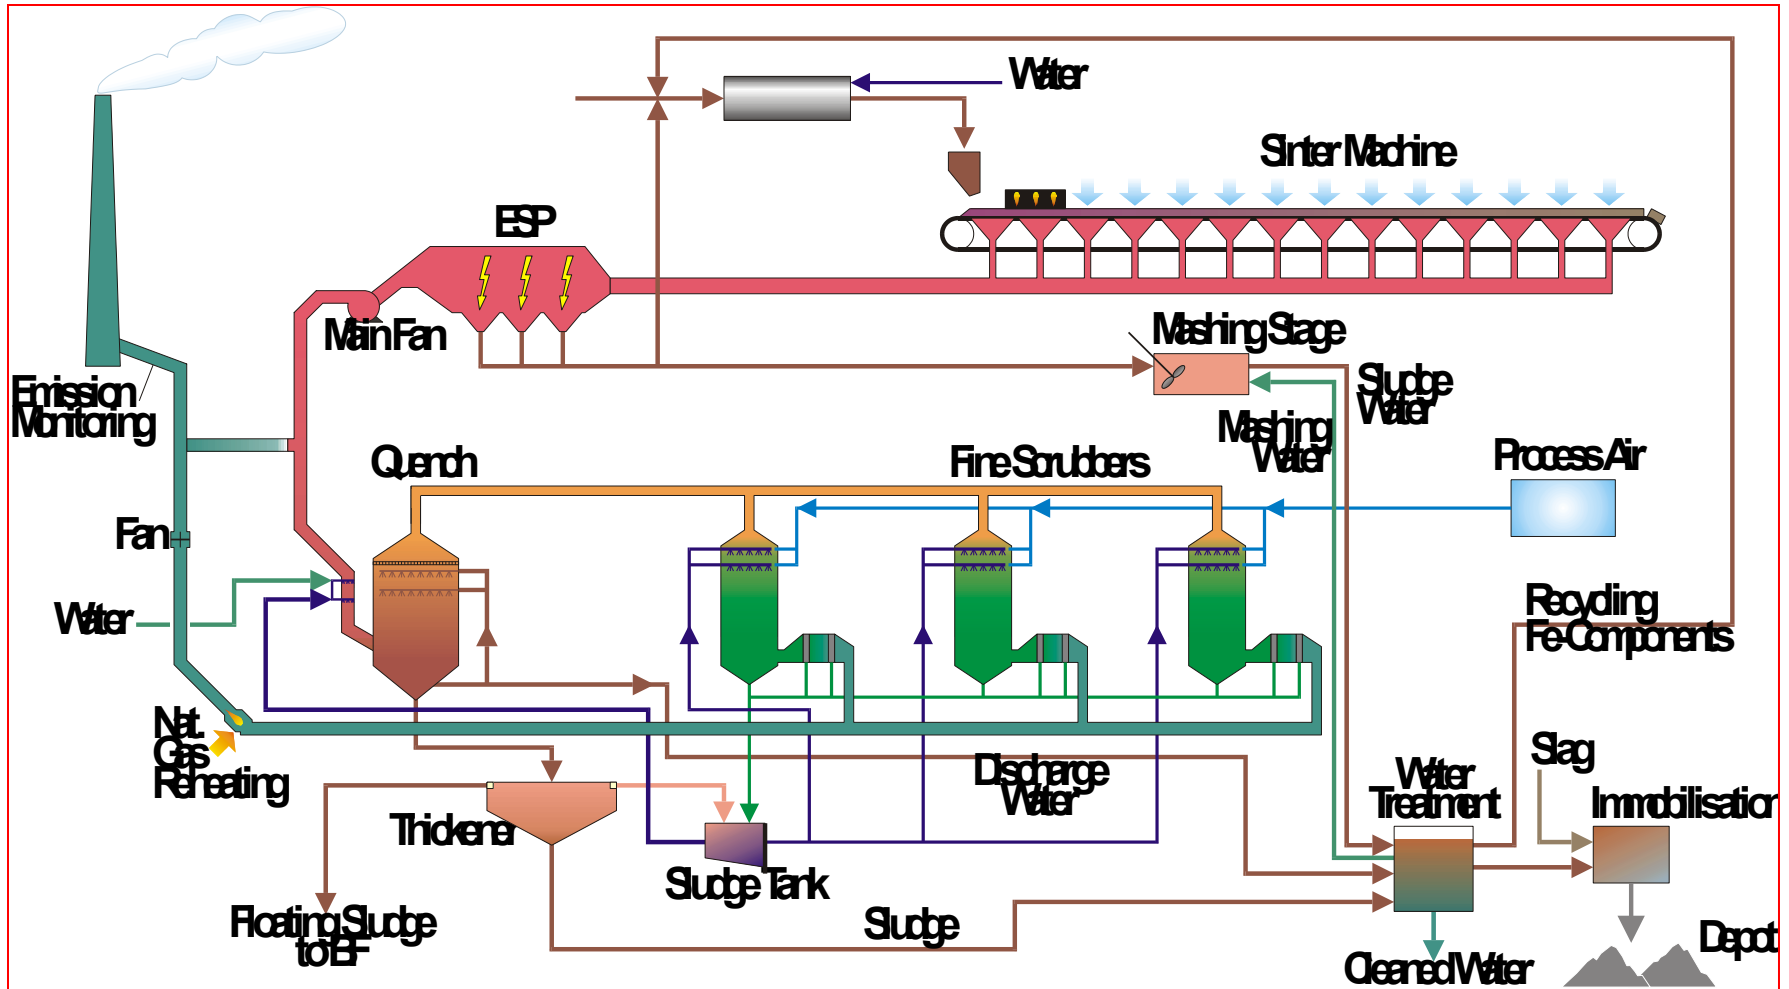 Water
Sinter Machine
ESP
Main Fan
Mashing Stage
Emission
Monitoring
Sludge
Water
Mashing
Water
Quench
Fine Scrubbers
Process Air
Fan
Water
Recycling
Fe-Components
Nat.
Gas
Reheating
Discharge
Water
Slag
Water
Treatment
Immobilisation
Thickener
Sludge Tank
Floating Sludge
to BF
Sludge
Depot
Cleaned Water